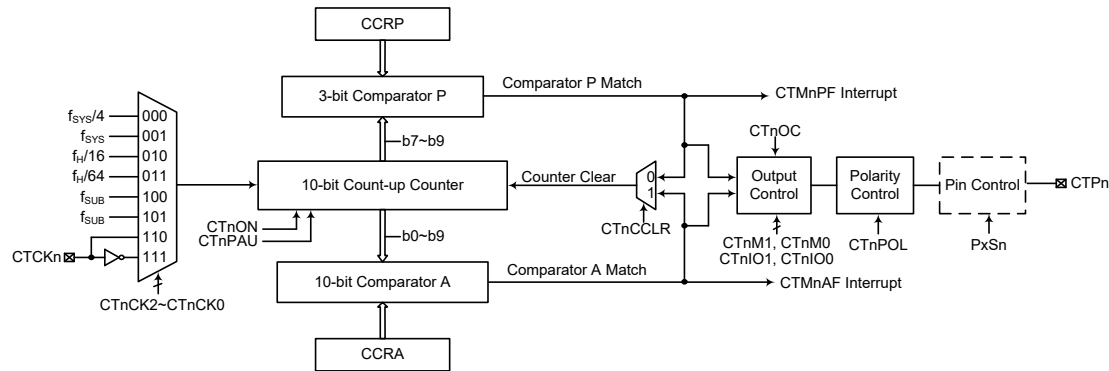 CCRP
3-bit Comparator P
Comparator P Match
CTMnPF Interrupt
b7~b9
fSYS/4
fSYS
fH/16
fH/64
fSUB
fSUB
CTCKn
000
001
010
011
100
101
110
111
CTnCK2~CTnCK0
10-bit Count-up Counter
CTnON
CTnPAU
Counter Clear
0
1
CTnCCLR
CTnOC
Output
Control
CTnM1, CTnM0
CTnIO1, CTnIO0
Polarity
Control
CTnPOL
Pin Control
PxSn
CTPn
b0~b9
10-bit Comparator A
Comparator A Match
CTMnAF Interrupt
CCRA